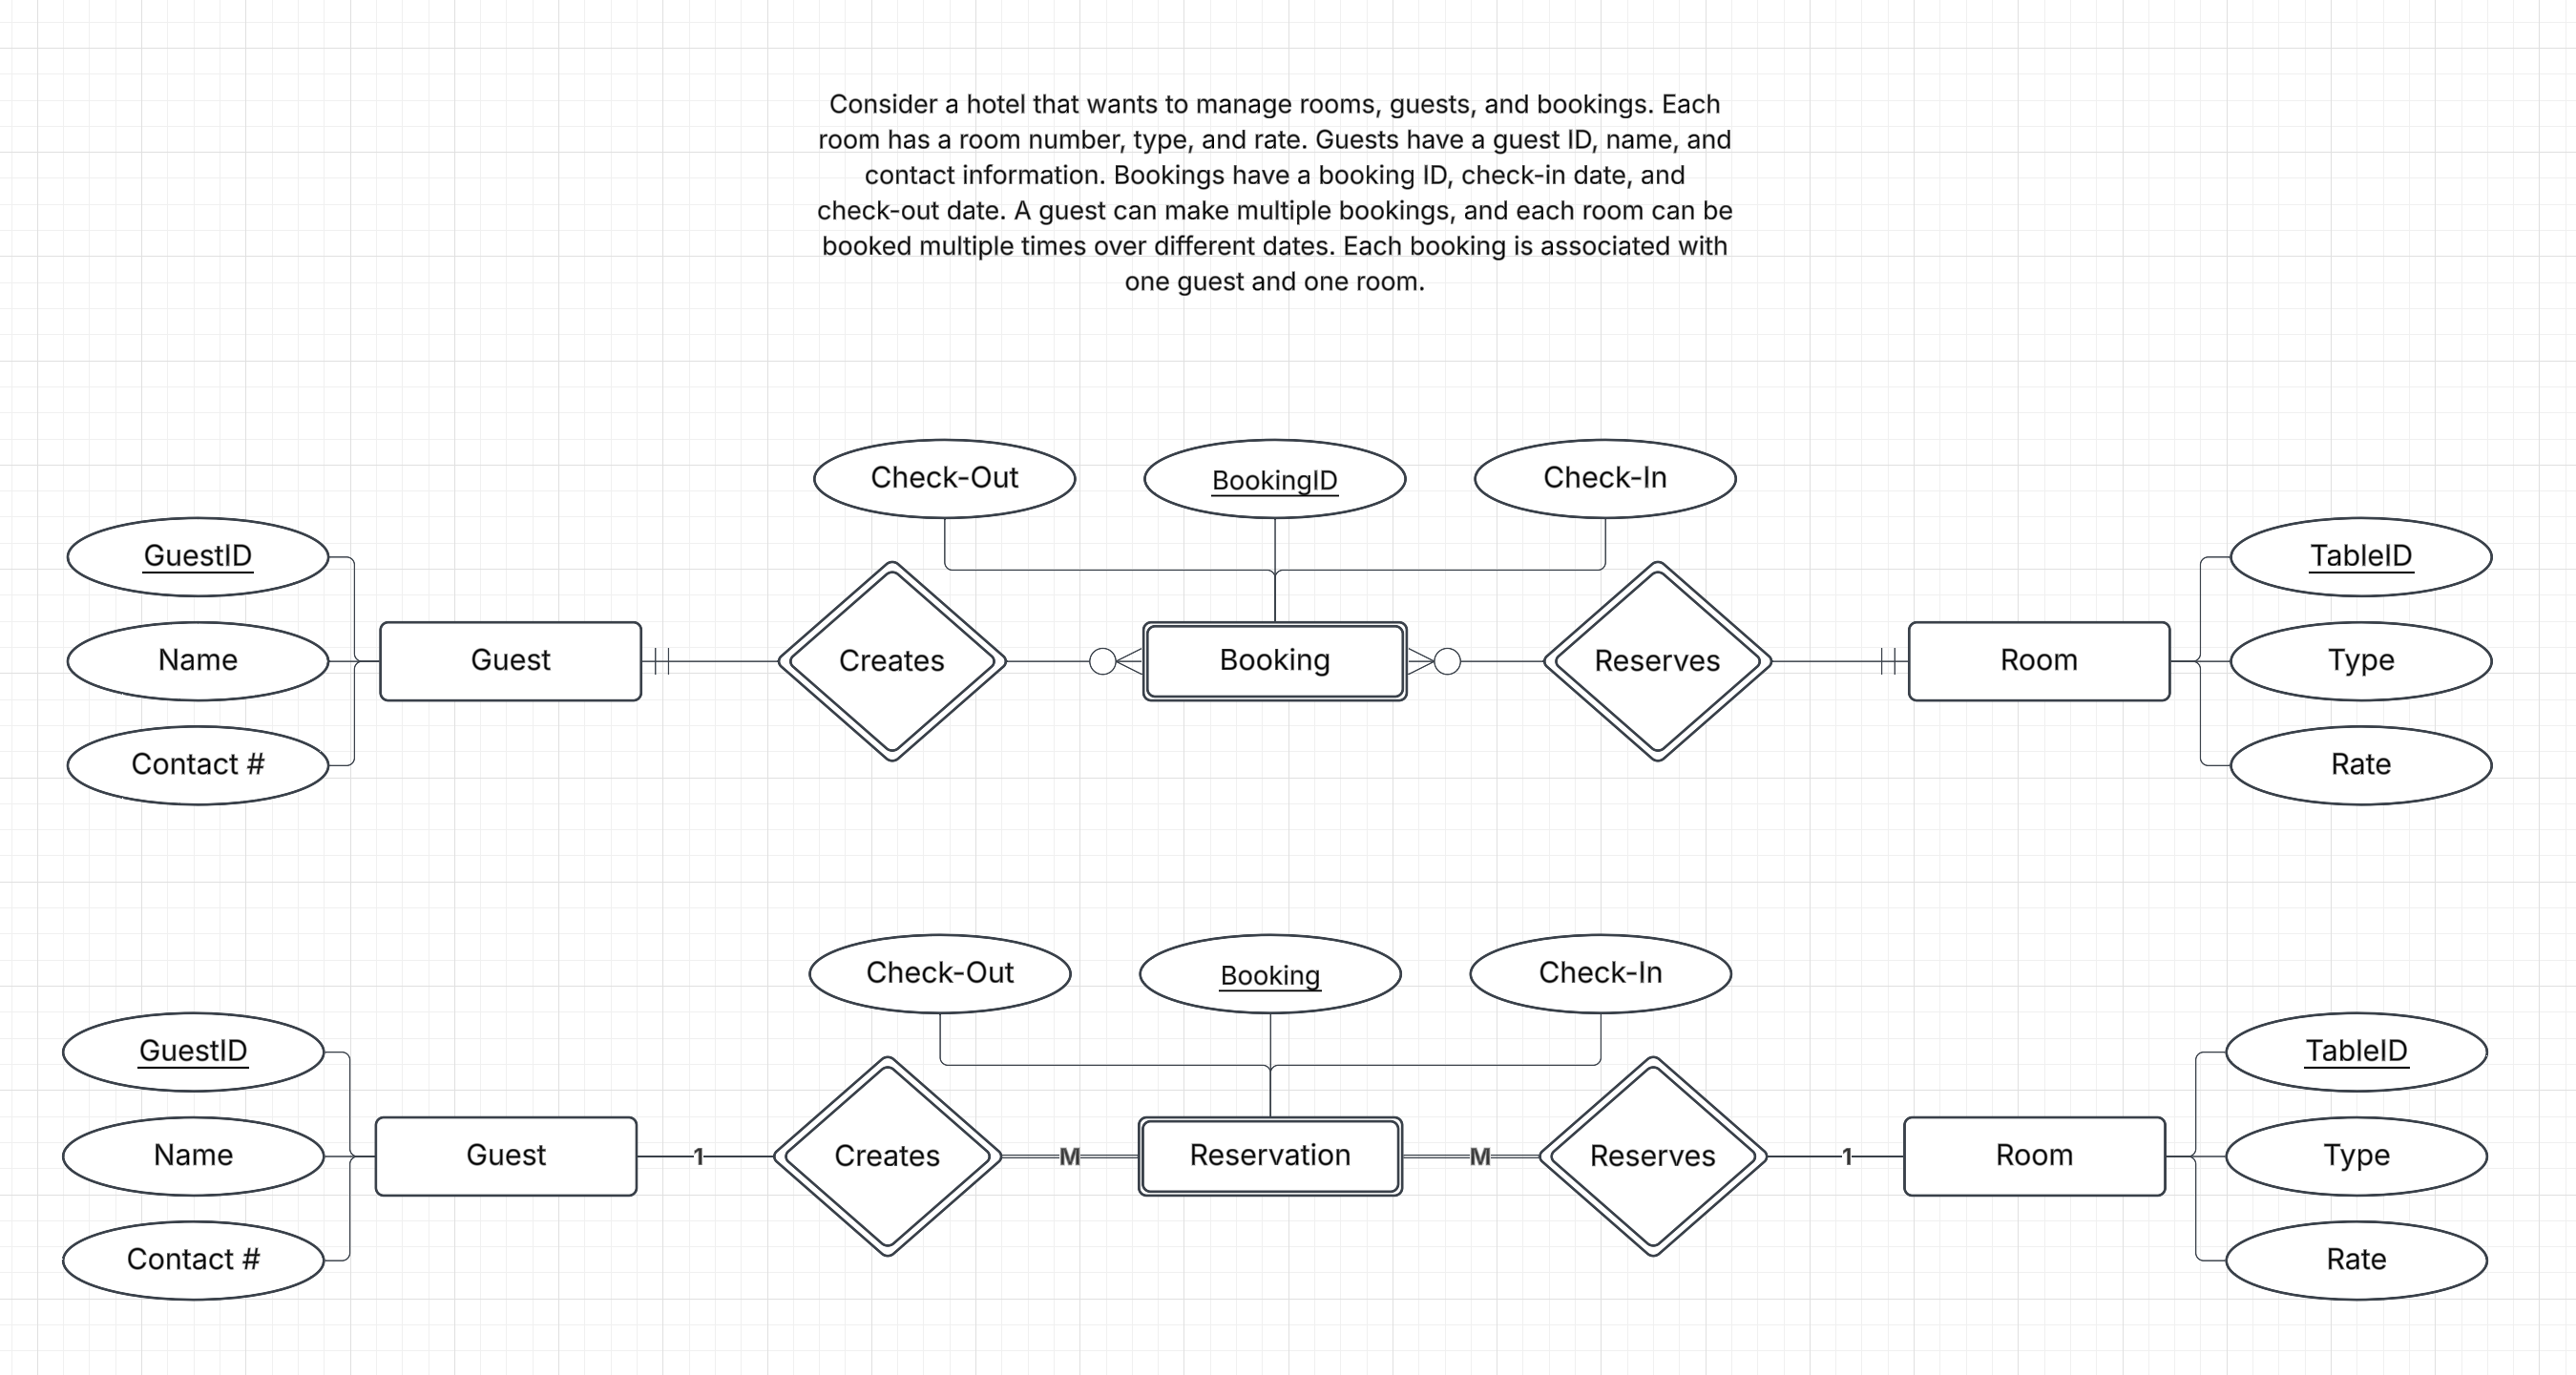 Consider a hotel that wants to manage rooms, guests, and bookings. Each
room has a room number, type, and rate. Guests have a guest ID, name, and
contact information. Bookings have a booking ID, check-in date, and
check-out date. A guest can make multiple bookings, and each room can be
booked multiple times over different dates. Each booking is associated with
one guest and one room.
Check-Out
BookingID
Check-In
GuestID
TableID
Name
Guest
Creates
Booking
Reserves
Room
Type
Contact #
Rate
Check-Out
Booking
Check-In
GuestID
TableID
Name
Guest
1
Creates
M
Reservation
M
Reserves
1
Room
Type
Contact #
Rate